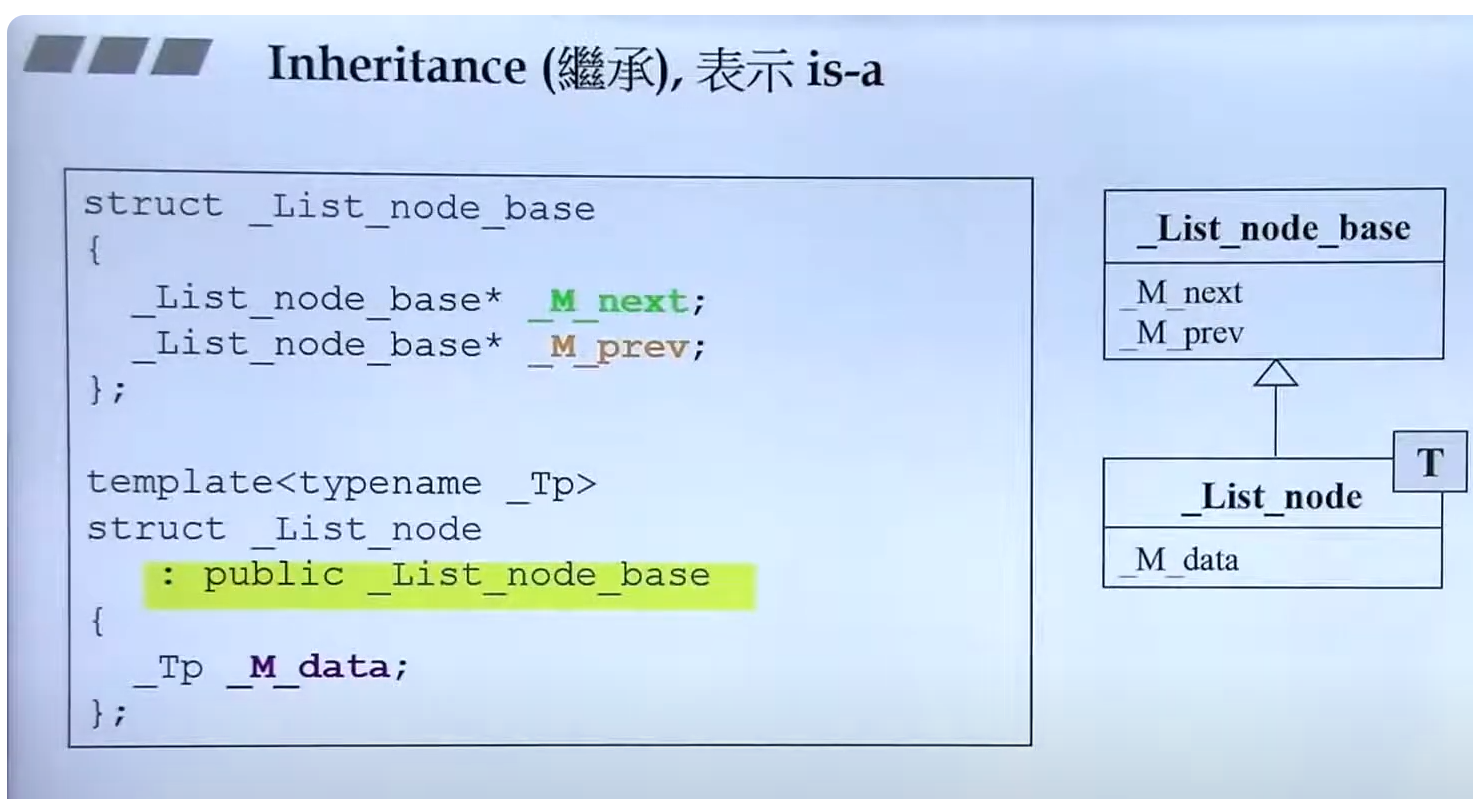 Inheritance (繼承), 表示 is-a
struct _List_node_base
{
_List_node_base* _M_next;
_List_node_base* _M_prev;
};
template<typename _Tp>
struct _List_node
: public _List_node_base
{
_Tp _M_data;
};
_List_node_base
_M_next
_M_prev
T
_List_node
_M_data